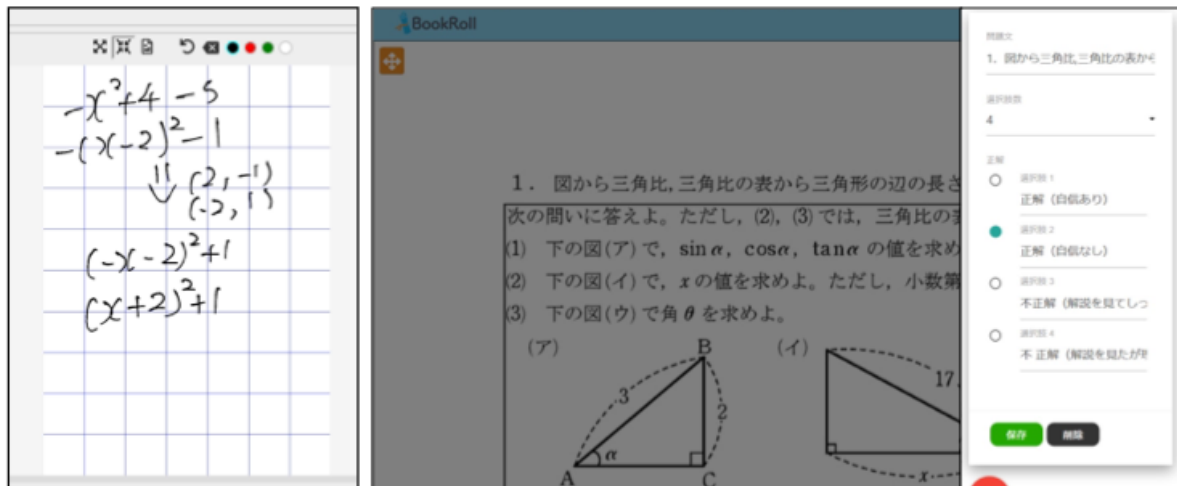 -x²+4 -5
-(x(-2)²-1
(2,-1)
(-2,1)
(-x(-2)²+1
(x+2)²+1
BookRoll
1. 図から三角比,三角比の表から三角形の辺の長さ
次の問いに答えよ。ただし,(2),(3)では,三角比の
(1) 下の図(ア)で,sinα,cosα,tanαの値を求め
(2) 下の図(イ)で,xの値を求めよ。ただし,小数第
(3) 下の図(ウ)で角θを求めよ。
(ア)
B
3
2
α
A
C
(イ)
17.
x
問題文
1. 図から三角比,三角比の表から
選択肢数
4
正解
選択肢 1
正解(自信あり)
選択肢 2
正解(自信なし)
選択肢 3
不正解(解説を見てしっ
選択肢 4
不 正解(解説を見たが
保存
削除